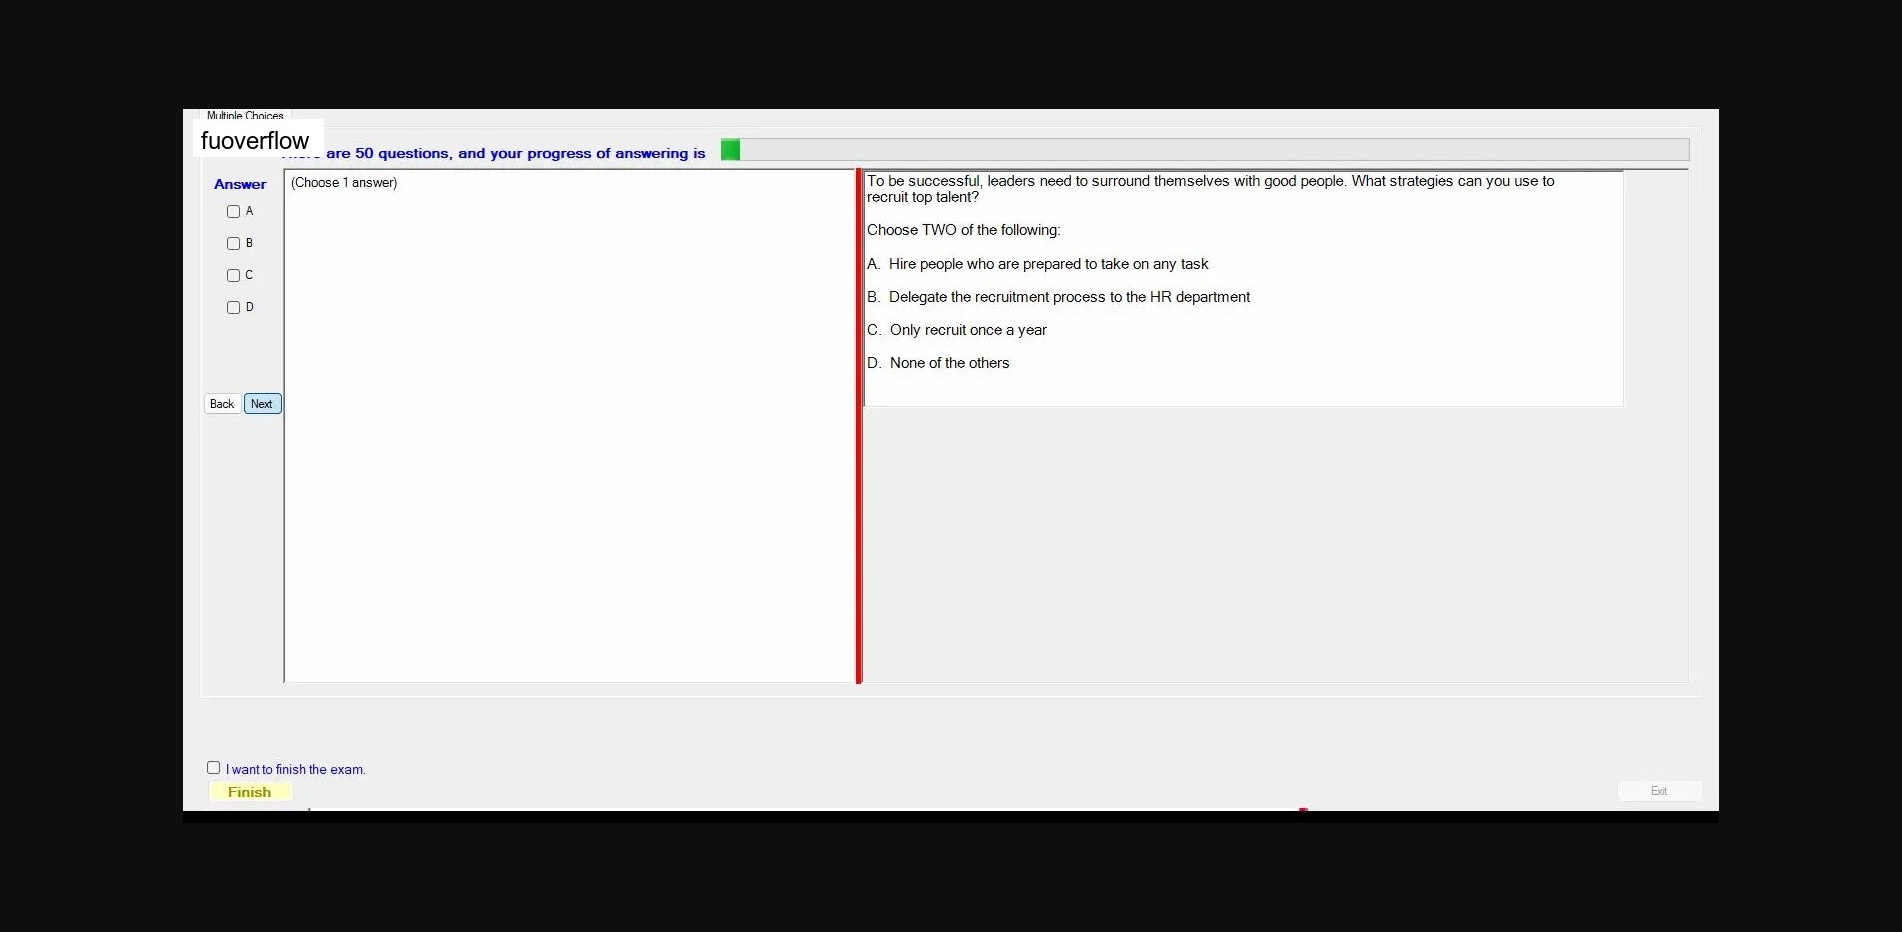 Multiple Choices
fuoverflow
are 50 questions, and your progress of answering is
Answer
(Choose 1 answer)
A
B
C
D
Back Next
To be successful, leaders need to surround themselves with good people. What strategies can you use to
recruit top talent?
Choose TWO of the following:
A. Hire people who are prepared to take on any task
B. Delegate the recruitment process to the HR department
C. Only recruit once a year
D. None of the others
I want to finish the exam.
Finish
Exit